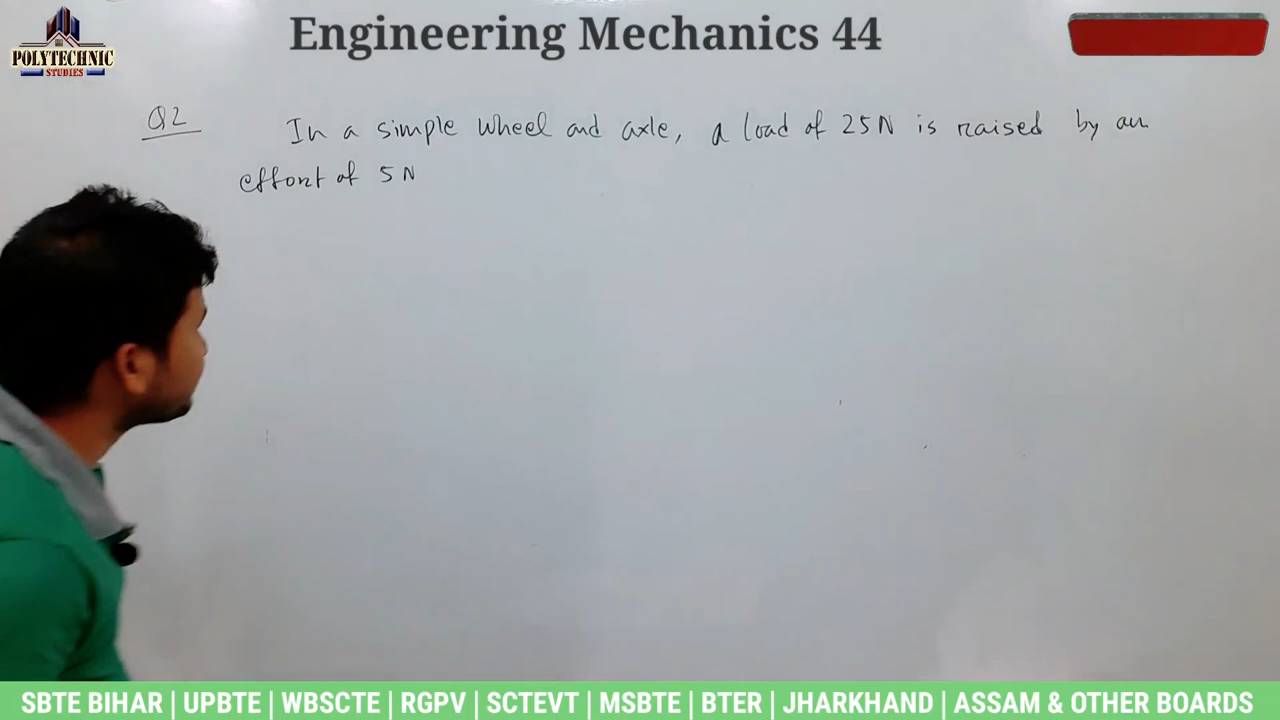 Engineering Mechanics 44
POLYTECHNIC
STUDIES
Q2 In a simple wheel and axle, a load of 25N is raised by an
effort of 5N
SBTE BIHAR | UPBTE | WBSCTE | RGPV | SCTEVT | MSBTE | BTER | JHARKHAND | ASSAM & OTHER BOARDS